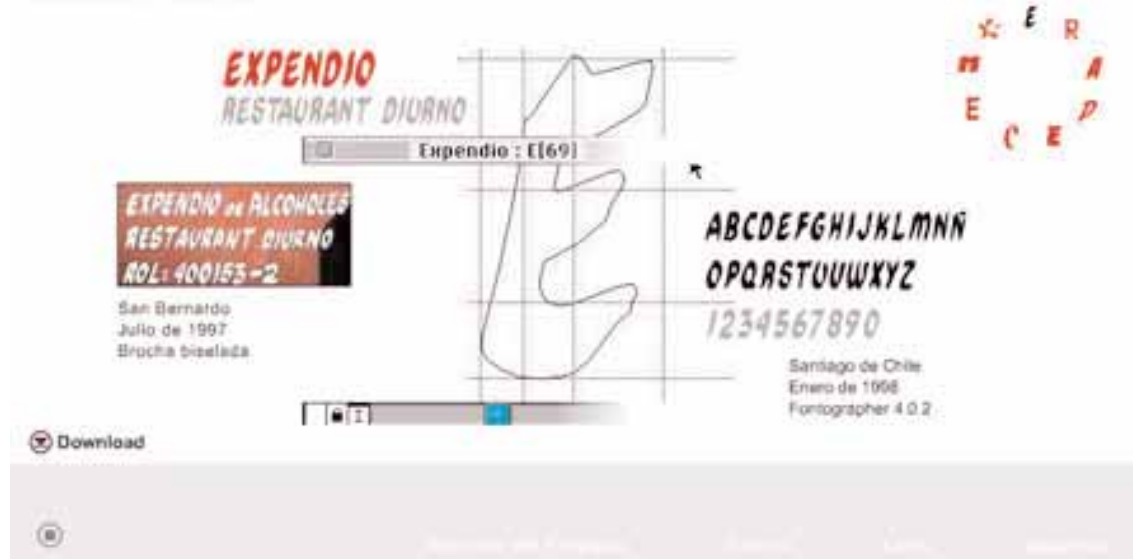 EXPENDIO
RESTAURANT DIURNO
Expendio : E[69]
EXPENDIO DE ALCOHOLES
RESTAURANT DIURNO
ROL: 400153-2
San Bernardo
Julio de 1997
Brocha biselada
ABCDEFGHIJKLMNÑ
OPQRSTUVWXYZ
1234567890
Santiago de Chile
Enero de 1998
Fontographer 4.0.2
E R A D E C E M
Download